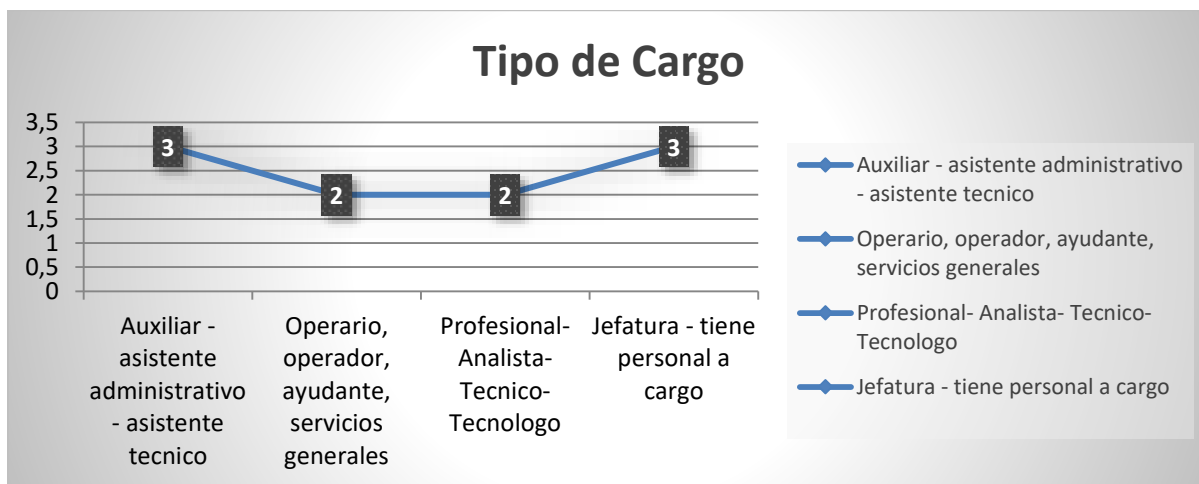 Tipo de Cargo
3,5
3
2,5
2
1,5
1
0,5
0
3
2
2
3
Auxiliar -
asistente
administrativo
- asistente
tecnico
Operario,
operador,
ayudante,
servicios
generales
Profesional-
Analista-
Tecnico-
Tecnologo
Jefatura - tiene
personal a
cargo
Auxiliar - asistente administrativo
- asistente tecnico
Operario, operador, ayudante,
servicios generales
Profesional- Analista- Tecnico-
Tecnologo
Jefatura - tiene personal a cargo